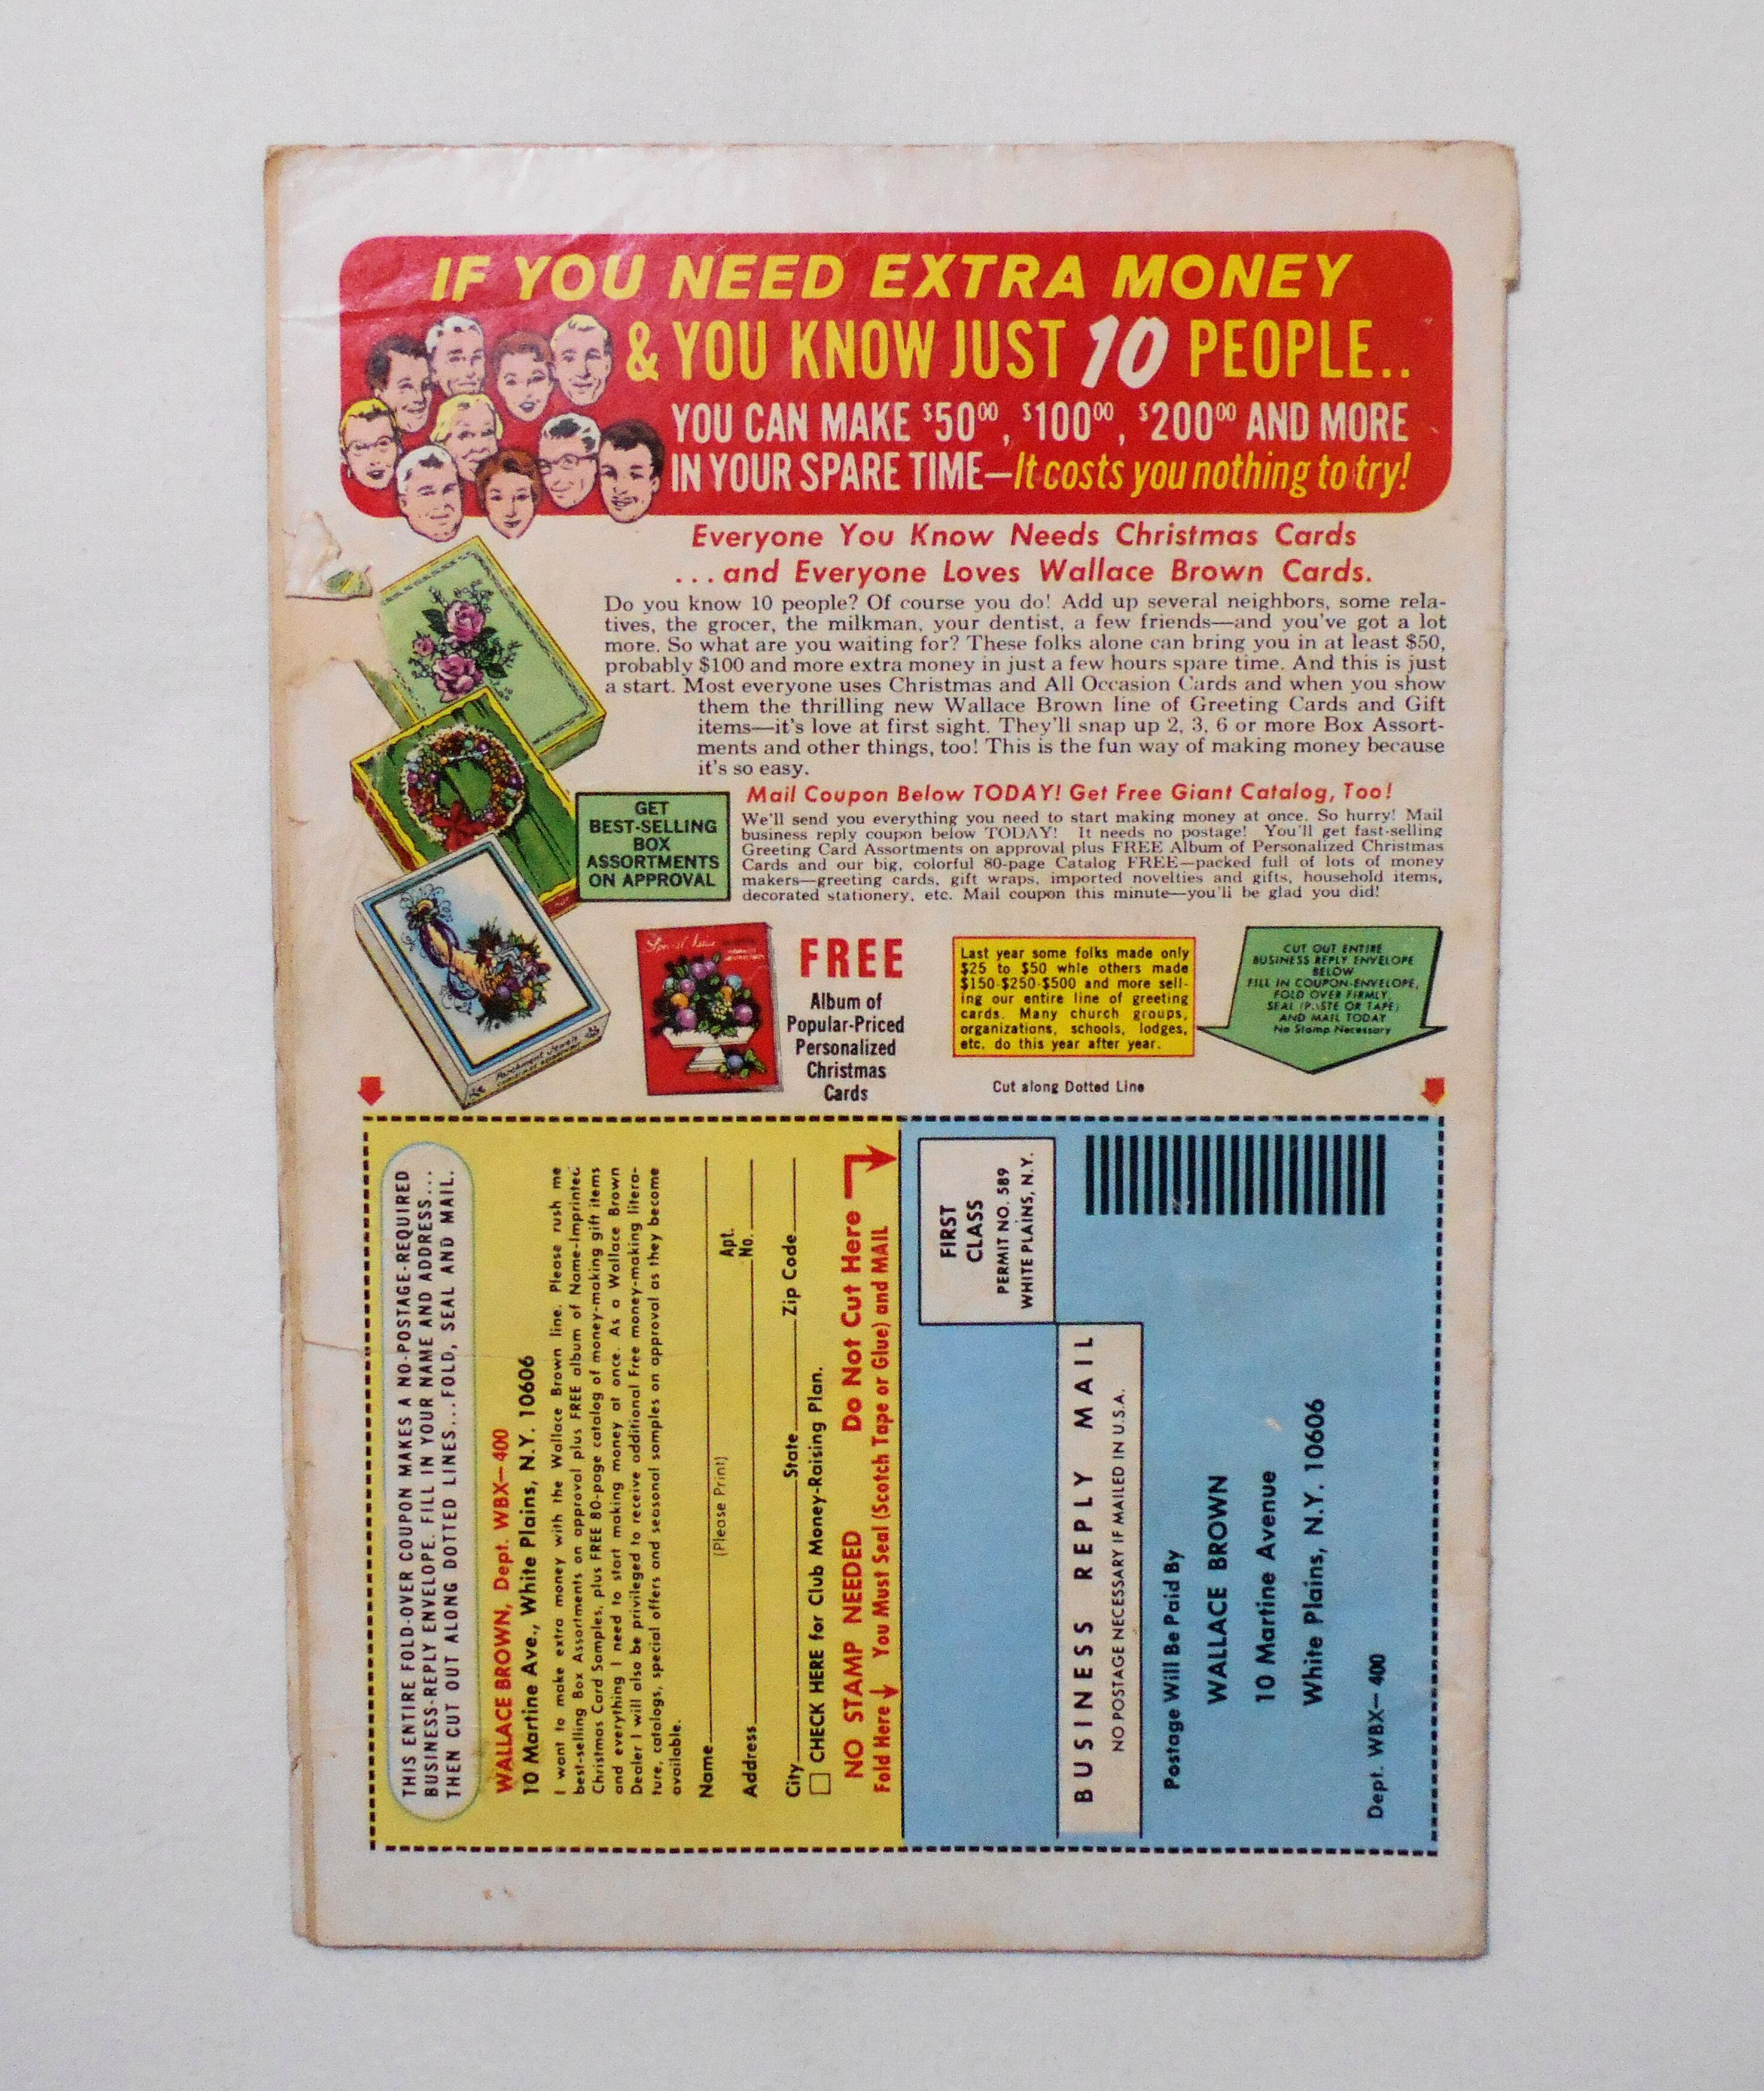 IF YOU NEED EXTRA MONEY
& YOU KNOW JUST 10 PEOPLE..
YOU CAN MAKE $5000, $10000, $20000 AND MORE
IN YOUR SPARE TIME—It costs you nothing to try!
Everyone You Know Needs Christmas Cards
...and Everyone Loves Wallace Brown Cards.
Do you know 10 people? Of course you do! Add up several neighbors, some rela-
tives, the grocer, the milkman, your dentist, a few friends—and you've got a lot
more. So what are you waiting for? These folks alone can bring you in at least $50,
probably $100 and more extra money in just a few hours spare time. And this is just
a start. Most everyone uses Christmas and All Occasion Cards and when you show
them the thrilling new Wallace Brown line of Greeting Cards and Gift
items—it's love at first sight. They'll snap up 2, 3, 6 or more Box Assort-
ments and other things, too! This is the fun way of making money because
it's so easy.
GET
BEST-SELLING
BOX
ASSORTMENTS
ON APPROVAL
Mail Coupon Below TODAY! Get Free Giant Catalog, Too!
We'll send you everything you need to start making money at once. So hurry! Mail
business reply coupon below TODAY! It needs no postage! You'll get fast-selling
Greeting Card Assortments on approval plus FREE Album of Personalized Christmas
Cards and our big, colorful 80-page Catalog FREE—packed full of lots of money
makers—greeting cards, gift wraps, imported novelties and gifts, household items,
decorated stationery, etc. Mail coupon this minute—you'll be glad you did!
Parchment Jewels
Special Issue
FREE
Album of
Popular-Priced
Personalized
Christmas
Cards
Last year some folks made only
$25 to $50 whle others made
$150-$250-$500 and more sell-
ing our entire line of greeting
cards. Many church groups,
organizations, schools, lodges,
etc. do this year after year.
CUT OUT ENTIRE
BUSINESS REPLY ENVELOPE
BELOW
FILL IN COUPON-ENVELOPE,
FOLD OVER FIRMLY,
SEAL (PASTE OR TAPE)
AND MAIL TODAY
No Stamp Necessary
Cut along Dotted Line
THIS ENTIRE FOLD-OVER COUPON MAKES A NO-POSTAGE-REQUIRED
BUSINESS-REPLY ENVELOPE. FILL IN YOUR NAME AND ADDRESS...
THEN CUT OUT ALONG DOTTED LINES...FOLD, SEAL AND MAIL.
WALLACE BROWN, Dept. WBX—400
10 Martine Ave., White Plains, N.Y. 10606
I want to make extra money with the Wallace Brown line. Please rush me
best-selling Box Assortments on approval plus FREE album of Name-Imprinted
Christmas Card Samples, plus FREE 80-page catalog of money-making gift items
and everything I need to start making money at once. As a Wallace Brown
Dealer I will also be privileged to receive additional Free money-making litera-
ture, catalogs, special offers and seasonal samples on approval as they become
available.
Name
(Please Print)
Address Apt. No.
City State Zip Code
CHECK HERE for Club Money-Raising Plan.
NO STAMP NEEDED Do Not Cut Here
Fold Here You Must Seal (Scotch Tape or Glue) and MAIL
FIRST
CLASS
PERMIT NO. 589
WHITE PLAINS, N.Y.
BUSINESS REPLY MAIL
NO POSTAGE NECESSARY IF MAILED IN U.S.A.
Postage Will Be Paid By
WALLACE BROWN
10 Martine Avenue
White Plains, N.Y. 10606
Dept. WBX—400